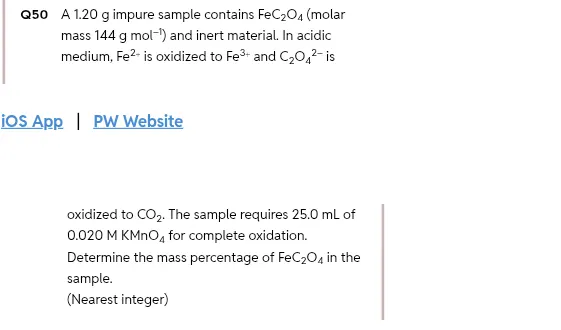 Q50 A 1.20 g impure sample contains FeC₂O₄ (molar
mass 144 g mol⁻¹) and inert material. In acidic
medium, Fe²⁺ is oxidized to Fe³⁺ and C₂O₄²⁻ is
iOS App | PW Website
oxidized to CO₂. The sample requires 25.0 mL of
0.020 M KMnO₄ for complete oxidation.
Determine the mass percentage of FeC₂O₄ in the
sample.
(Nearest integer)